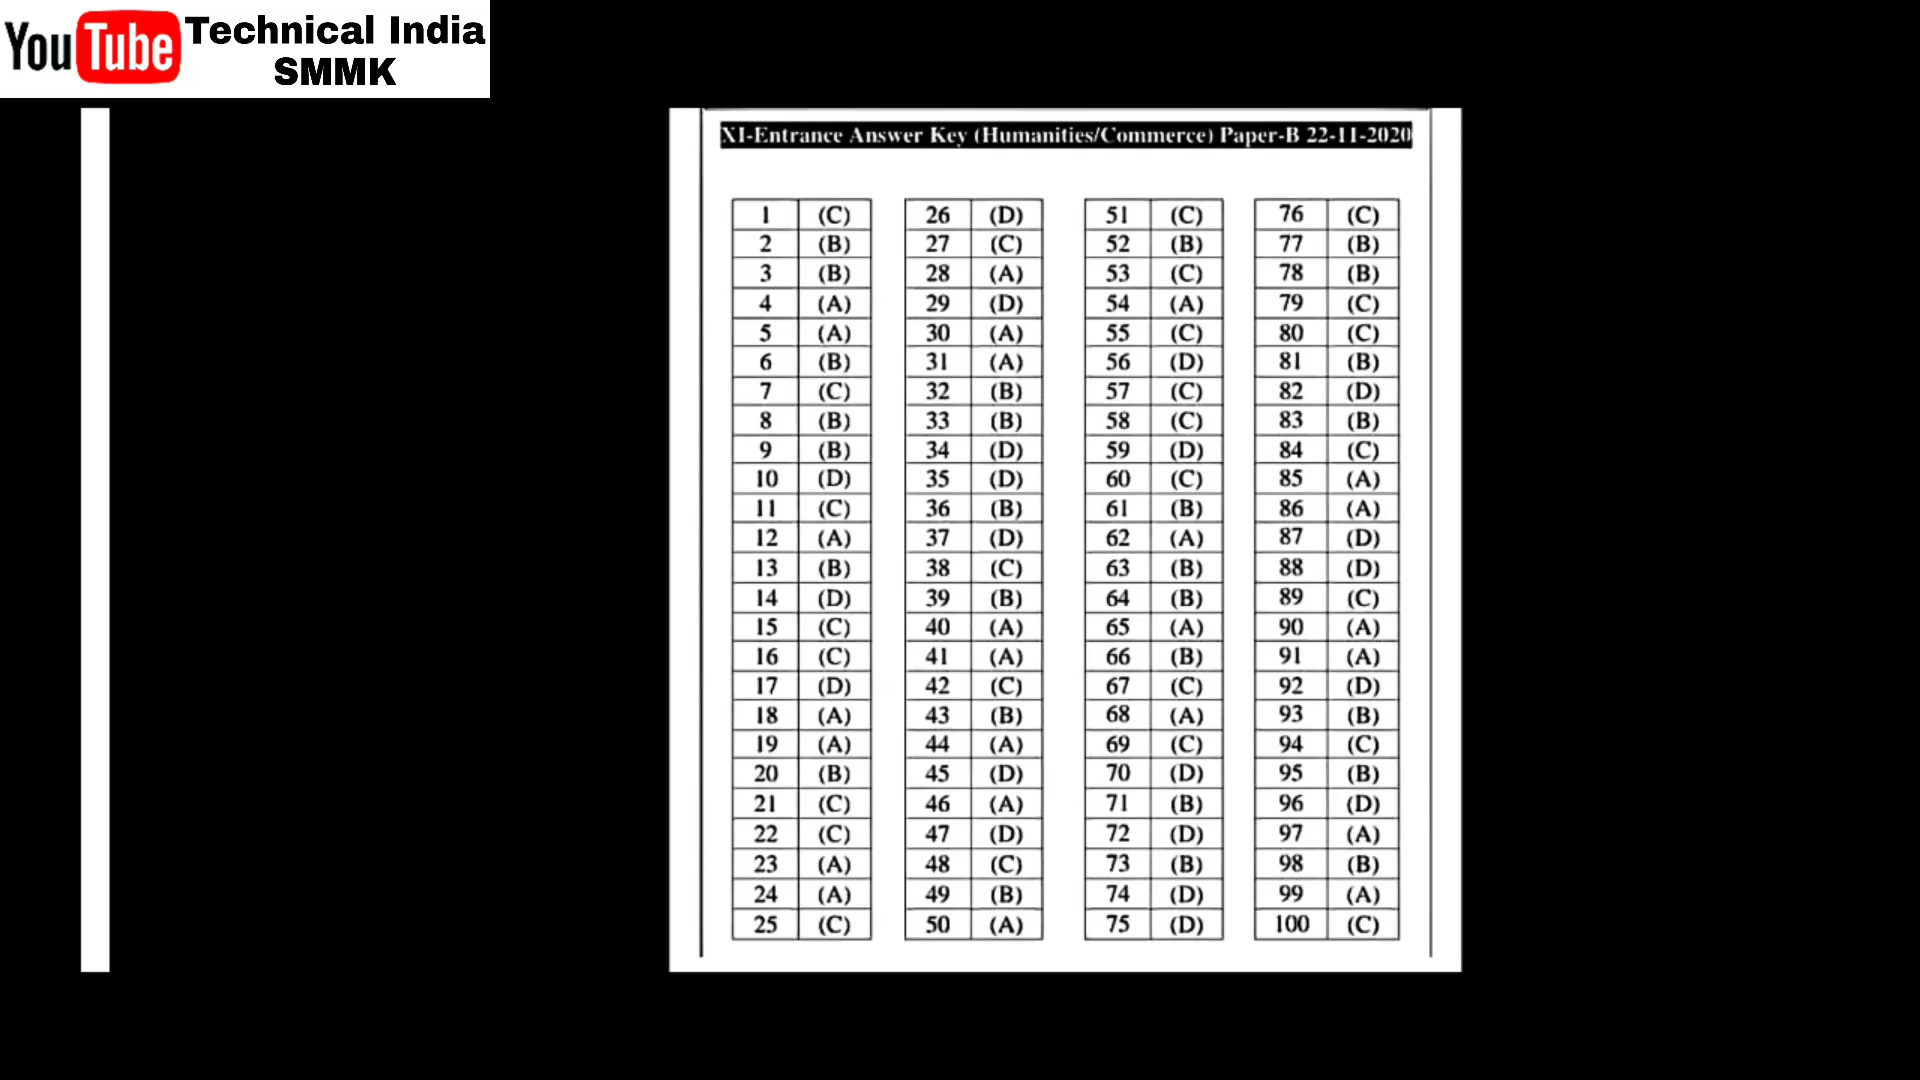 YouTube Technical India
SMMK
XI-Entrance Answer Key (Humanities/Commerce) Paper-B 22-11-2020
1 (C) 26 (D) 51 (C) 76 (C)
2 (B) 27 (C) 52 (B) 77 (B)
3 (B) 28 (A) 53 (C) 78 (B)
4 (A) 29 (D) 54 (A) 79 (C)
5 (A) 30 (A) 55 (C) 80 (C)
6 (B) 31 (A) 56 (D) 81 (B)
7 (C) 32 (B) 57 (C) 82 (D)
8 (B) 33 (B) 58 (C) 83 (B)
9 (B) 34 (D) 59 (D) 84 (C)
10 (D) 35 (D) 60 (C) 85 (A)
11 (C) 36 (B) 61 (B) 86 (A)
12 (A) 37 (D) 62 (A) 87 (D)
13 (B) 38 (C) 63 (B) 88 (D)
14 (D) 39 (B) 64 (B) 89 (C)
15 (C) 40 (A) 65 (A) 90 (A)
16 (C) 41 (A) 66 (B) 91 (A)
17 (D) 42 (C) 67 (C) 92 (D)
18 (A) 43 (B) 68 (A) 93 (B)
19 (A) 44 (A) 69 (C) 94 (C)
20 (B) 45 (D) 70 (D) 95 (B)
21 (C) 46 (A) 71 (B) 96 (D)
22 (C) 47 (D) 72 (D) 97 (A)
23 (A) 48 (C) 73 (B) 98 (B)
24 (A) 49 (B) 74 (D) 99 (A)
25 (C) 50 (A) 75 (D) 100 (C)